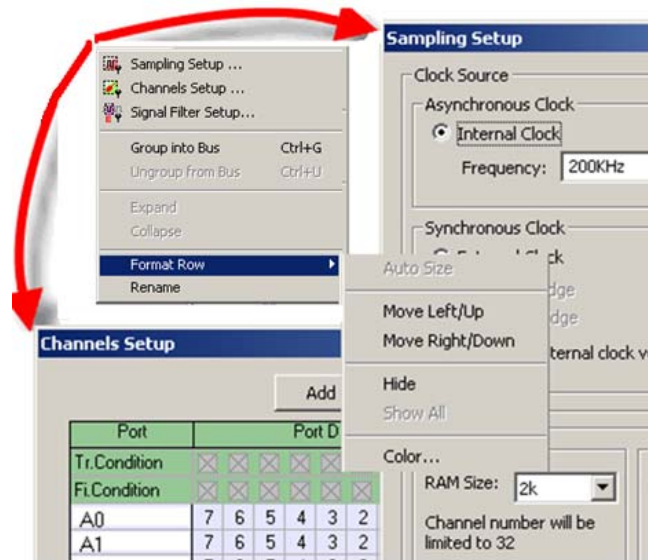 Sampling Setup ...
Channels Setup ...
Signal Filter Setup...
Group into Bus Ctrl+G
Ungroup from Bus Ctrl+U
Expand
Collapse
Format Row
Rename
Sampling Setup
Clock Source
Asynchronous Clock
Internal Clock
Frequency: 200KHz
Synchronous Clock
Auto Size
Move Left/Up
Move Right/Down
Hide
Show All
Color...
dge
dge
ternal clock
RAM Size: 2k
Channel number will be
limited to 32
Channels Setup
Add
Port Port D
Tr.Condition
Fi.Condition
A0 7 6 5 4 3 2
A1 7 6 5 4 3 2